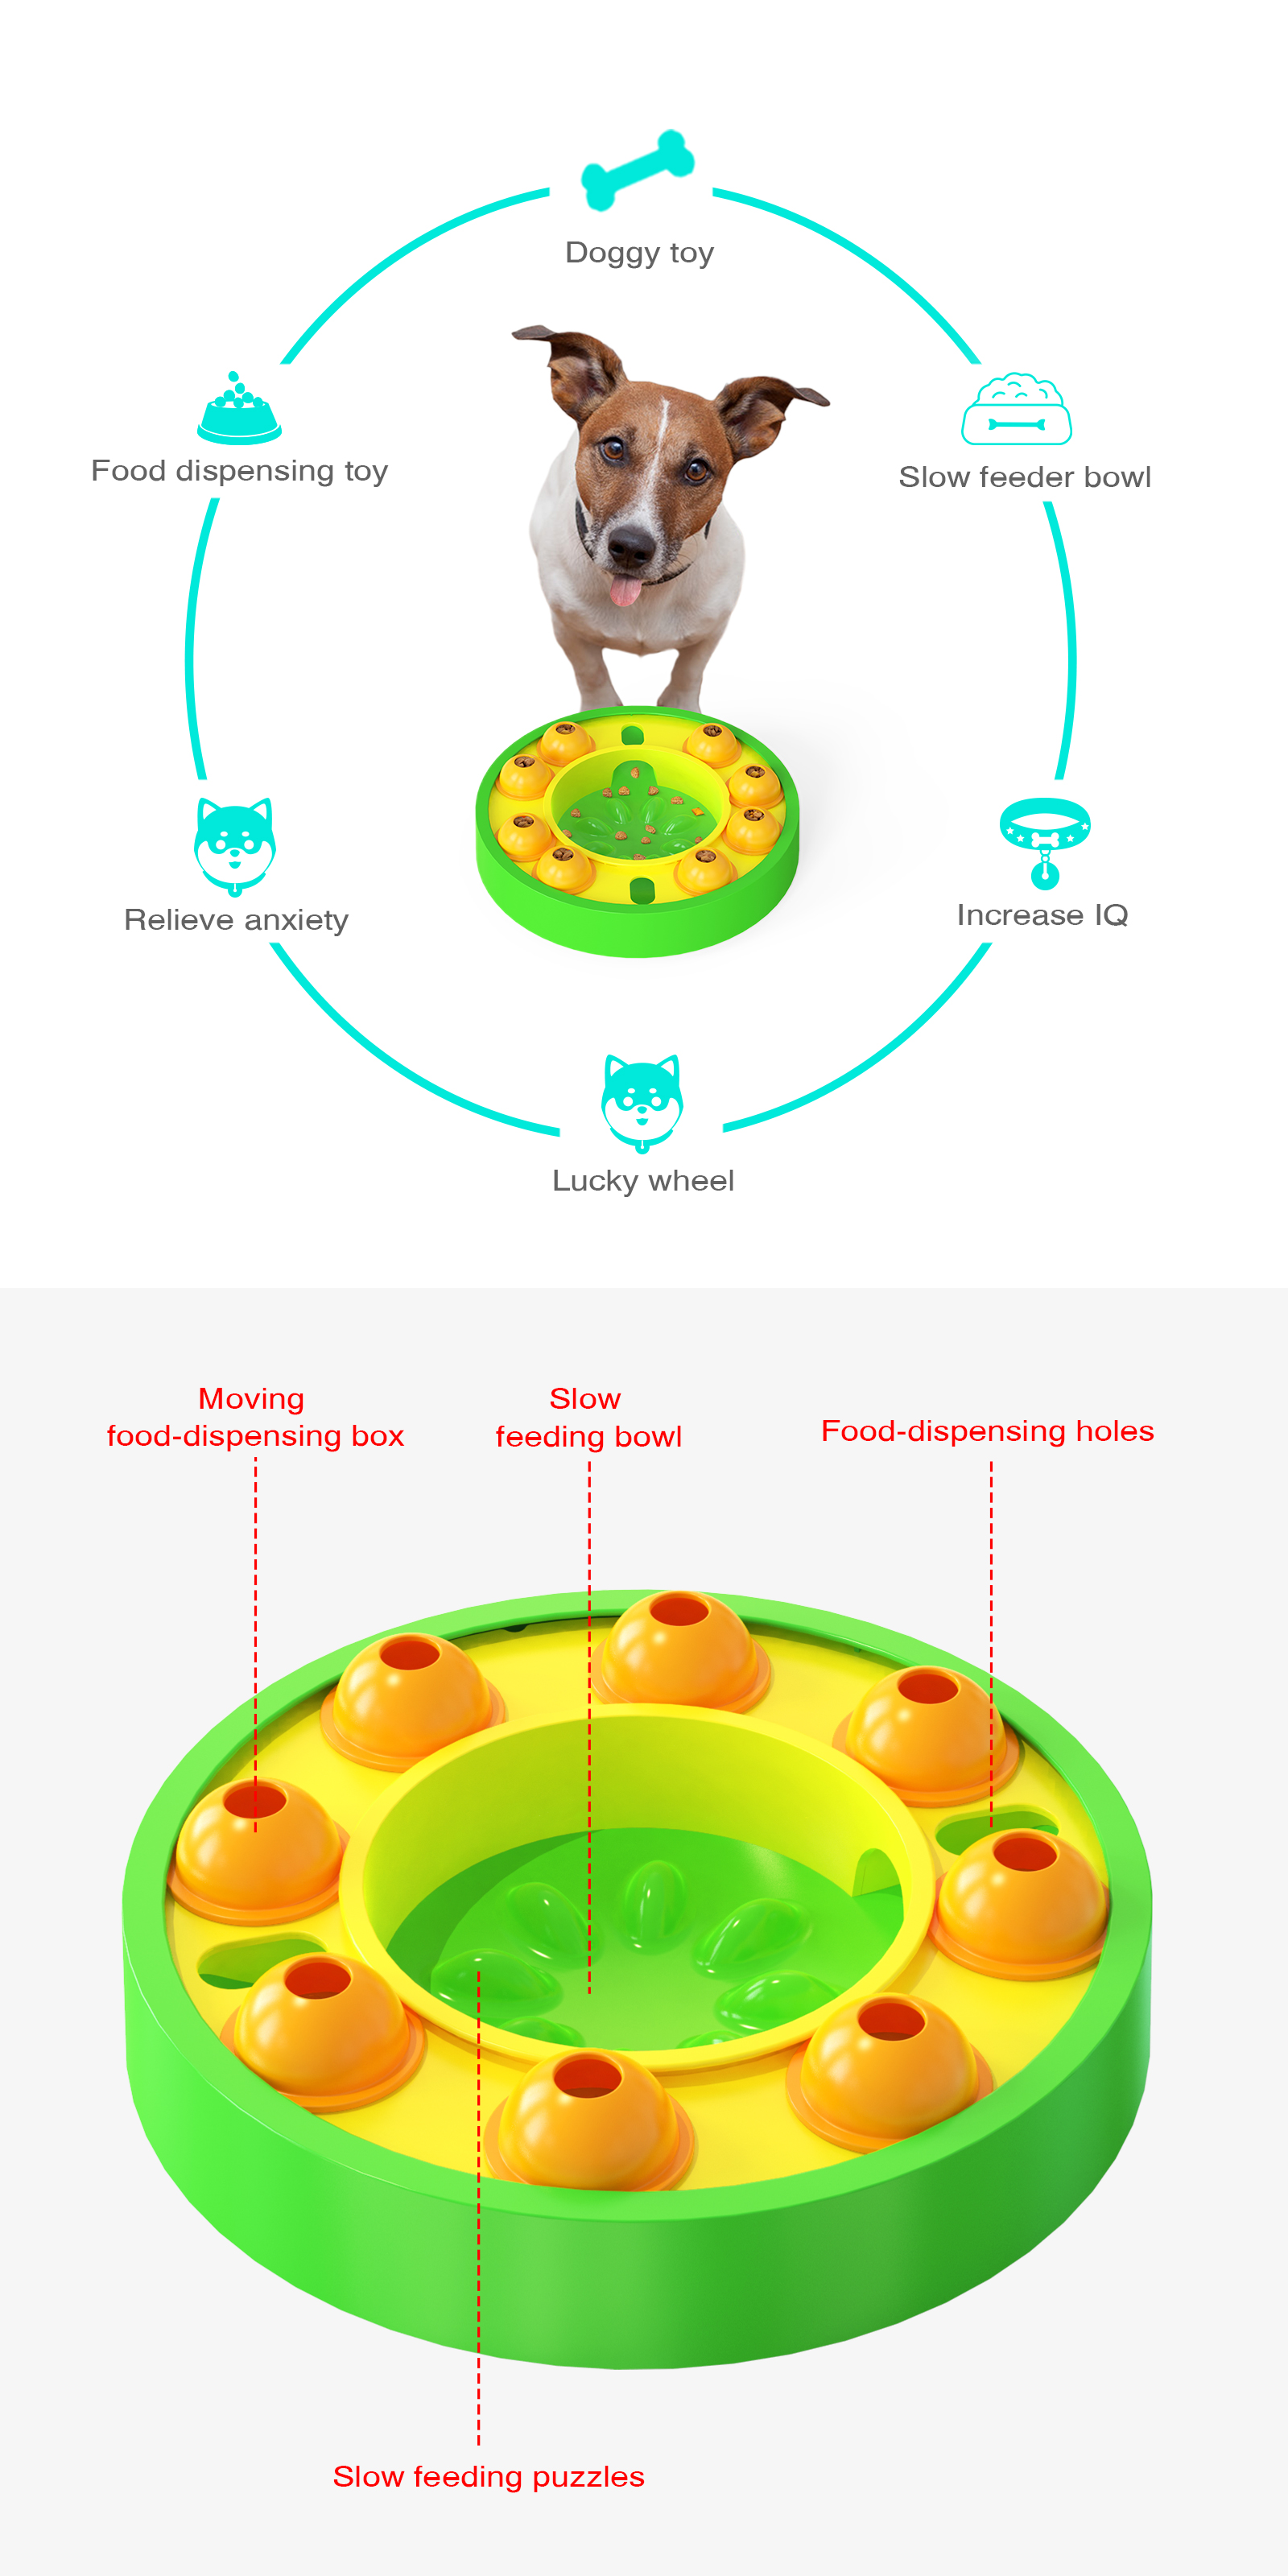 Doggy toy
Food dispensing toy
Slow feeder bowl
Relieve anxiety
Increase IQ
Lucky wheel
Moving
food-dispensing box
Slow
feeding bowl
Food-dispensing holes
Slow feeding puzzles